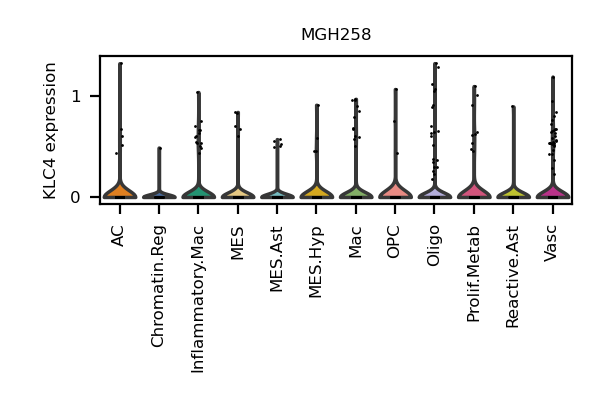 MGH258
KLC4 expression
1
0
AC
Chromatin.Reg
Inflammatory.Mac
MES
MES.Ast
MES.Hyp
Mac
OPC
Oligo
Prolif.Metab
Reactive.Ast
Vasc